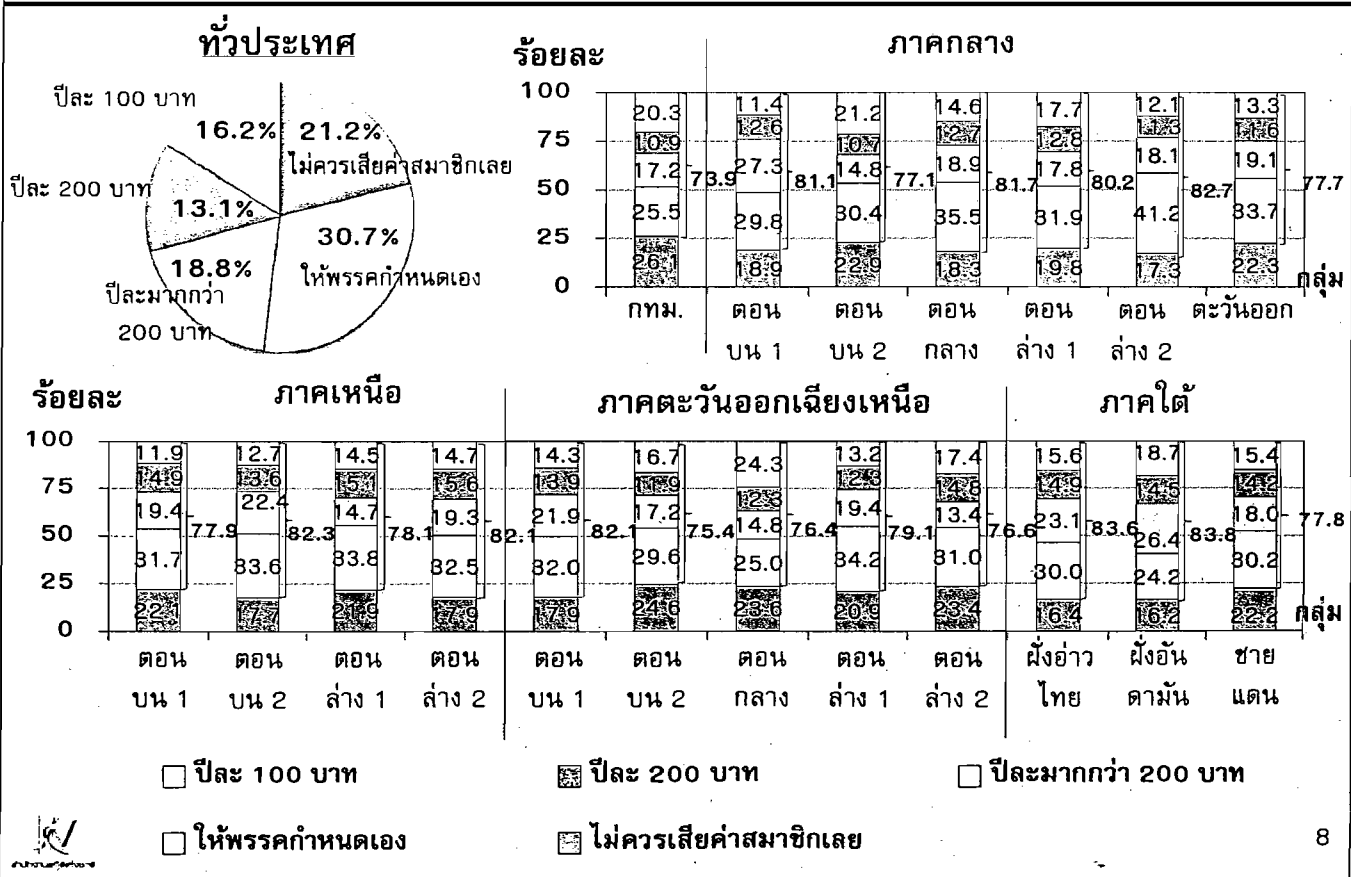 ทั่วประเทศ
ปีละ 100 บาท
16.2%
21.2%
ไม่ควรเสียค่าสมาชิกเลย
ปีละ 200 บาท
13.1%
30.7%
ให้พรรคกำหนดเอง
18.8%
ปีละมากกว่า
200 บาท
ร้อยละ
ภาคกลาง
100
75
50
25
0
20.3 11.4 21.2 14.6 17.7 12.1 13.3
10.9 12.6 10.7 12.7 12.8 11.3 11.6
17.2 27.3 14.8 18.9 17.8 18.1 19.1
73.9 81.1 77.1 81.7 80.2 82.7 77.7
25.5 29.8 30.4 35.5 31.9 41.2 33.7
26.1 18.9 22.9 18.3 19.8 17.3 22.3
กลุ่ม
กทม. ตอน ตอน ตอน ตอน ตอน ตะวันออก
บน 1 บน 2 กลาง ล่าง 1 ล่าง 2
ร้อยละ
ภาคเหนือ
ภาคตะวันออกเฉียงเหนือ
ภาคใต้
100
75
50
25
0
11.9 12.7 14.5 14.7 14.3 16.7 24.3 13.2 17.4 15.6 18.7 15.4
14.9 13.6 15.1 15.6 13.9 11.9 12.3 12.3 14.8 14.9 14.5 14.2
19.4 22.4 14.7 19.3 21.9 17.2 14.8 19.4 13.4 23.1 26.4 18.0
77.9 82.3 78.1 82.1 82.1 75.4 76.4 79.1 76.6 83.6 83.8 77.8
31.7 33.6 33.8 32.5 32.0 29.6 25.0 34.2 31.0 30.0 24.2 30.2
22.1 17.7 21.9 17.9 17.9 24.6 23.6 20.9 23.4 16.4 16.2 22.2
กลุ่ม
ตอน ตอน ตอน ตอน ตอน ตอน ตอน ตอน ตอน ฝั่งอ่าว ฝั่งอัน ชาย
บน 1 บน 2 ล่าง 1 ล่าง 2 บน 1 บน 2 กลาง ล่าง 1 ล่าง 2 ไทย ดามัน แดน
ปีละ 100 บาท
ปีละ 200 บาท
ปีละมากกว่า 200 บาท
ให้พรรคกำหนดเอง
ไม่ควรเสียค่าสมาชิกเลย
8